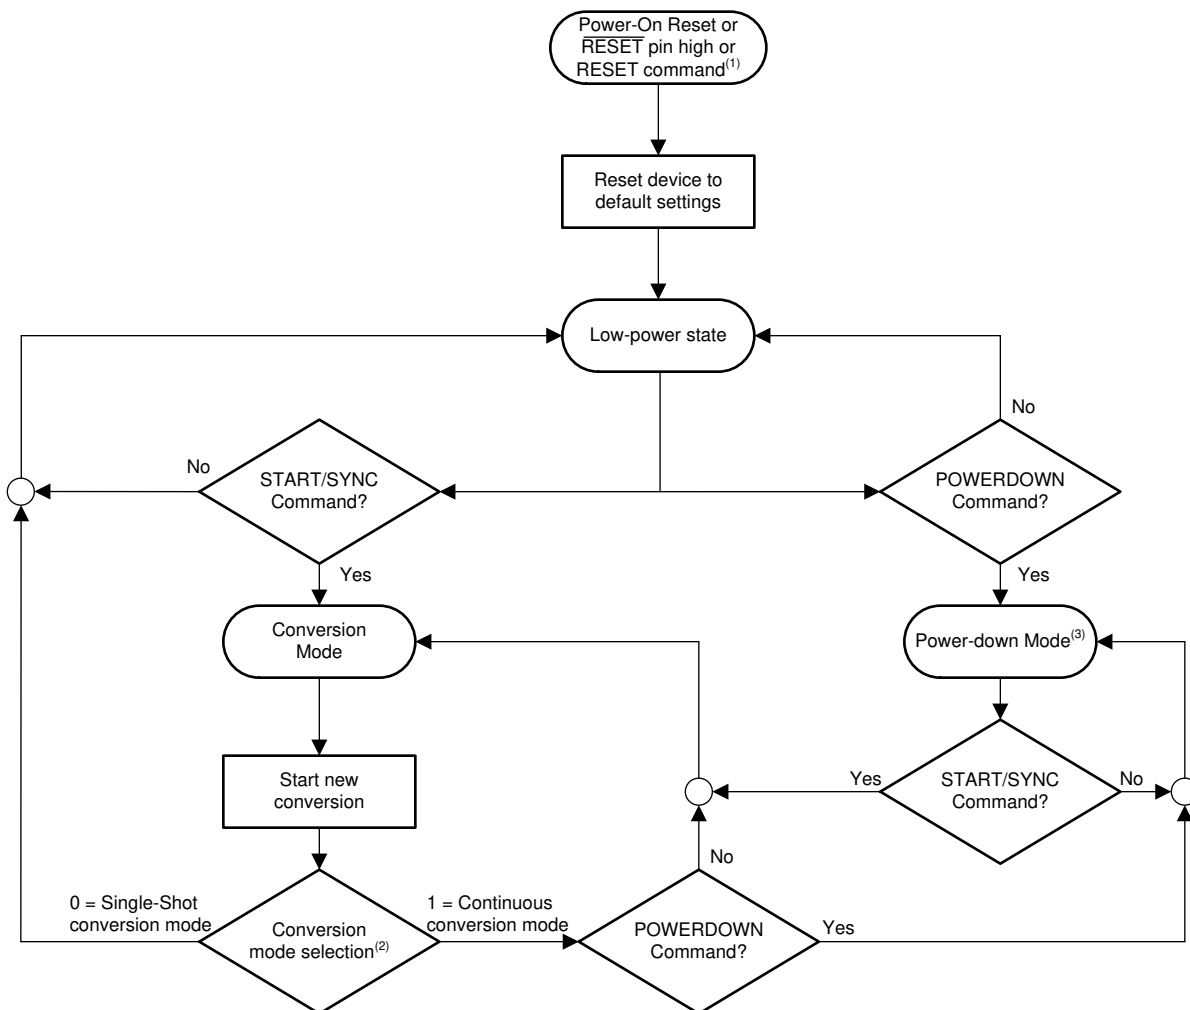 Power-On Reset or
RESET pin high or
RESET command(1)
Reset device to
default settings
Low-power state
No
No
START/SYNC
Command?
POWERDOWN
Command?
Yes
Yes
Conversion
Mode
Power-down Mode(3)
Start new
conversion
Yes
START/SYNC
Command?
No
No
0 = Single-Shot
conversion mode
1 = Continuous
conversion mode
Conversion
mode selection(2)
POWERDOWN
Command?
Yes